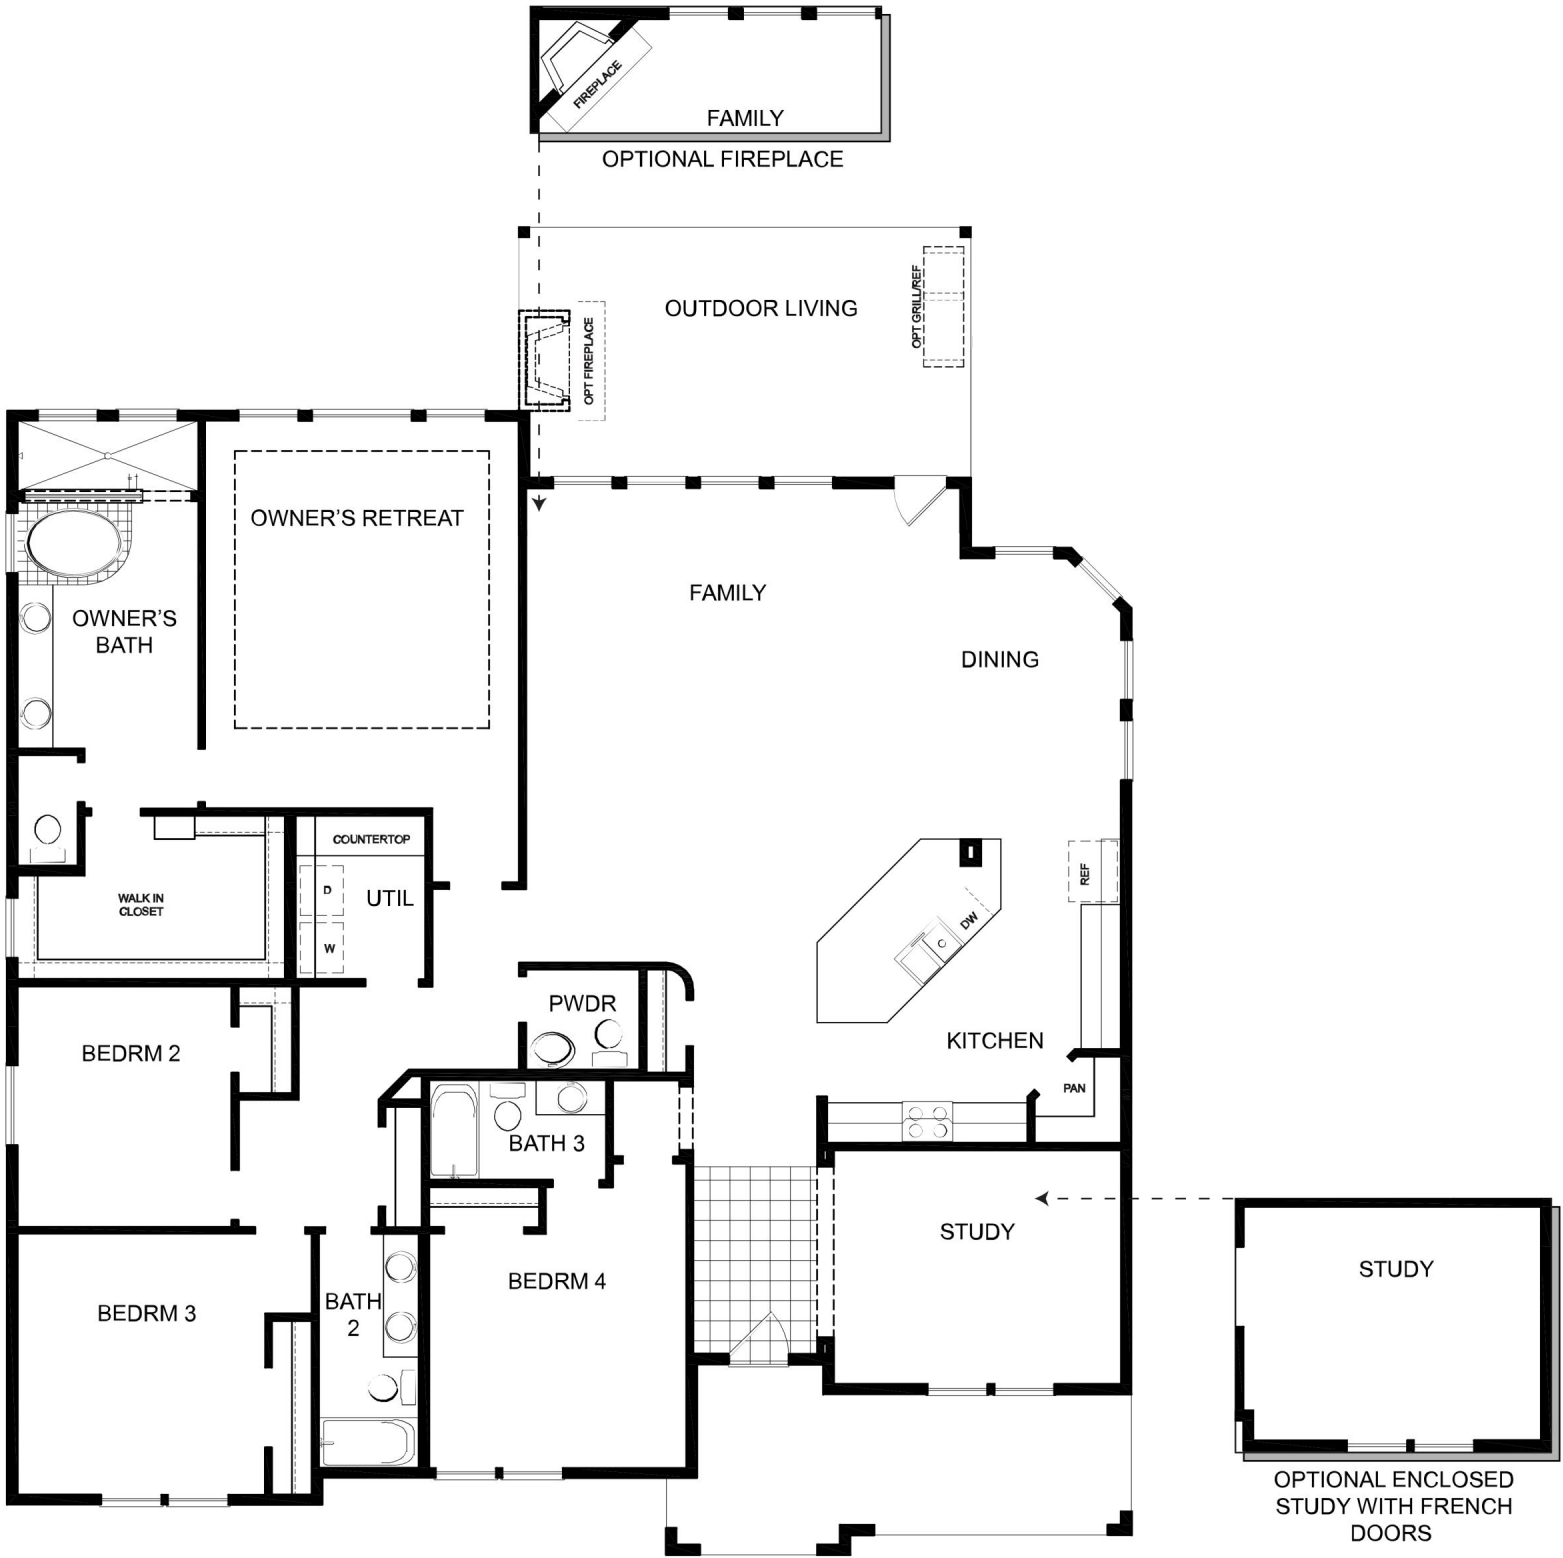 FIREPLACE
FAMILY
OPTIONAL FIREPLACE
OUTDOOR LIVING
OPT GRILL/REF
OPT FIREPLACE
OWNER'S RETREAT
FAMILY
OWNER'S
BATH
DINING
COUNTERTOP
D
UTIL
W
WALK IN
CLOSET
REF
DW
PWDR
KITCHEN
BEDRM 2
PAN
BATH 3
STUDY
BEDRM 4
BATH
2
BEDRM 3
STUDY
OPTIONAL ENCLOSED
STUDY WITH FRENCH
DOORS